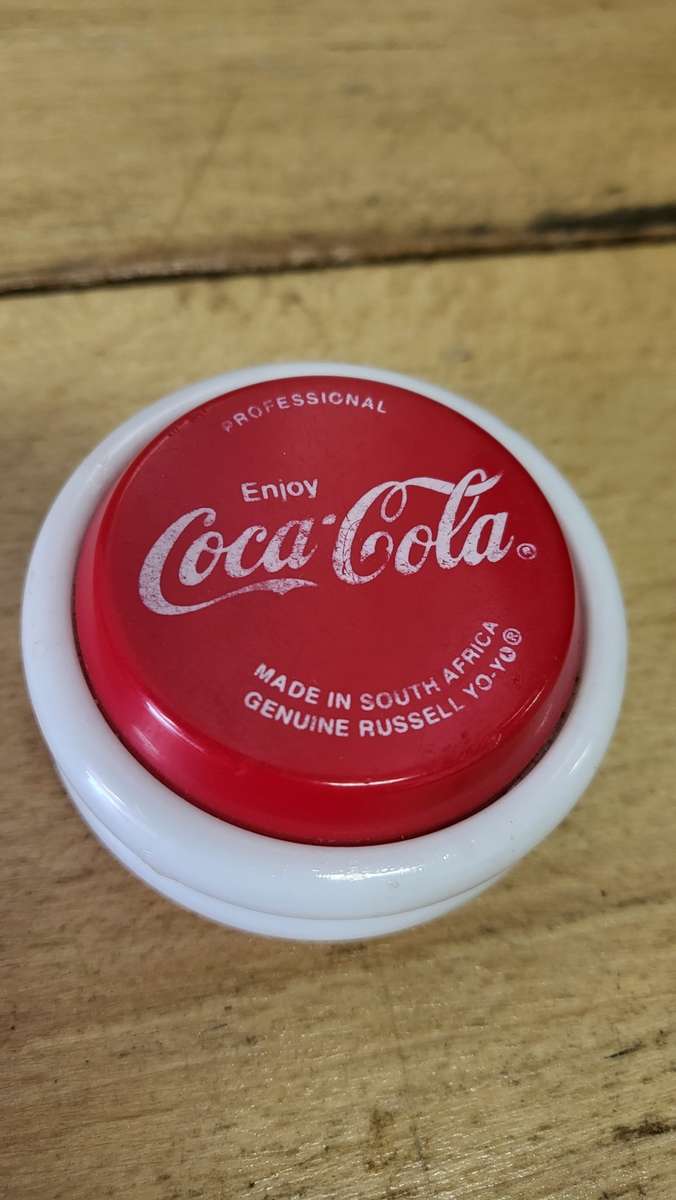 PROFESSIONAL
Enjoy
Coca-Cola®
MADE IN SOUTH AFRICA
GENUINE RUSSELL YO-YO®